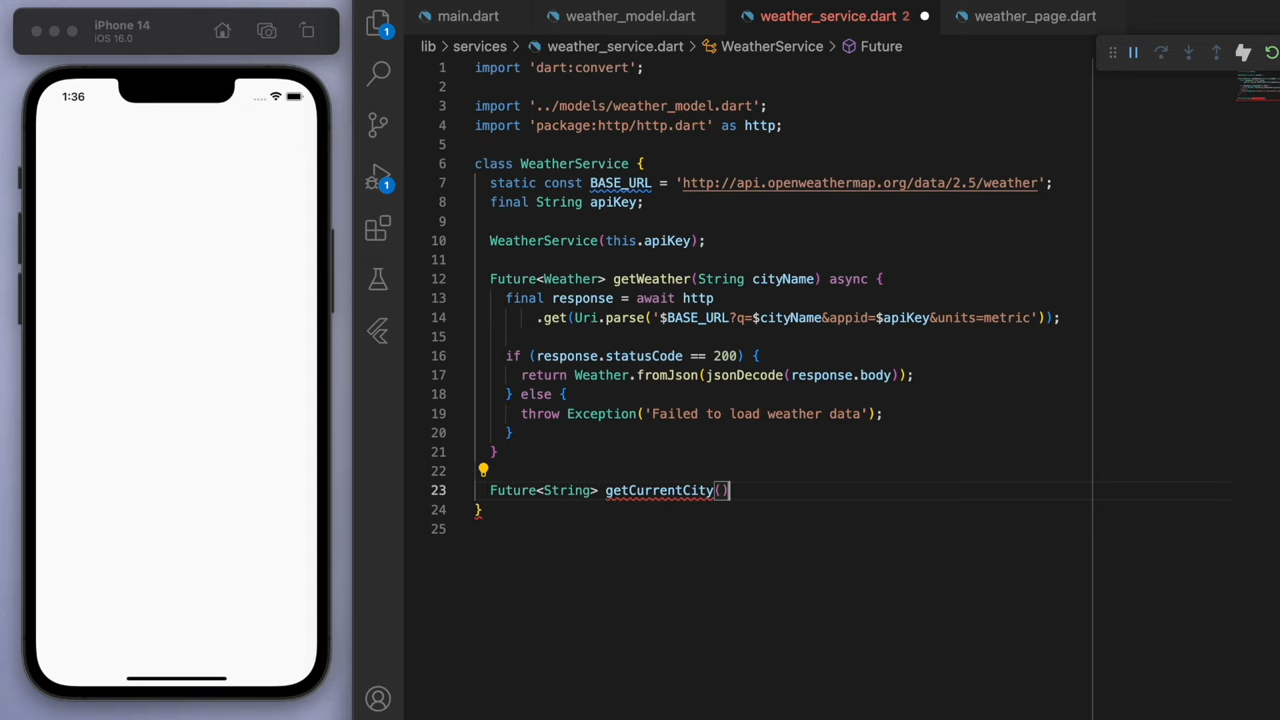 iPhone 14
iOS 16.0
1:36
1
1
main.dart
weather_model.dart
weather_service.dart 2
weather_page.dart
lib > services > weather_service.dart > WeatherService > Future
1 import 'dart:convert';
2
3 import '../models/weather_model.dart';
4 import 'package:http/http.dart' as http;
5
6 class WeatherService {
7 static const BASE_URL = 'http://api.openweathermap.org/data/2.5/weather';
8 final String apiKey;
9
10 WeatherService(this.apiKey);
11
12 Future<Weather> getWeather(String cityName) async {
13 final response = await http
14 .get(Uri.parse('$BASE_URL?q=$cityName&appid=$apiKey&units=metric'));
15
16 if (response.statusCode == 200) {
17 return Weather.fromJson(jsonDecode(response.body));
18 } else {
19 throw Exception('Failed to load weather data');
20 }
21 }
22
23 Future<String> getCurrentCity()
24 }
25